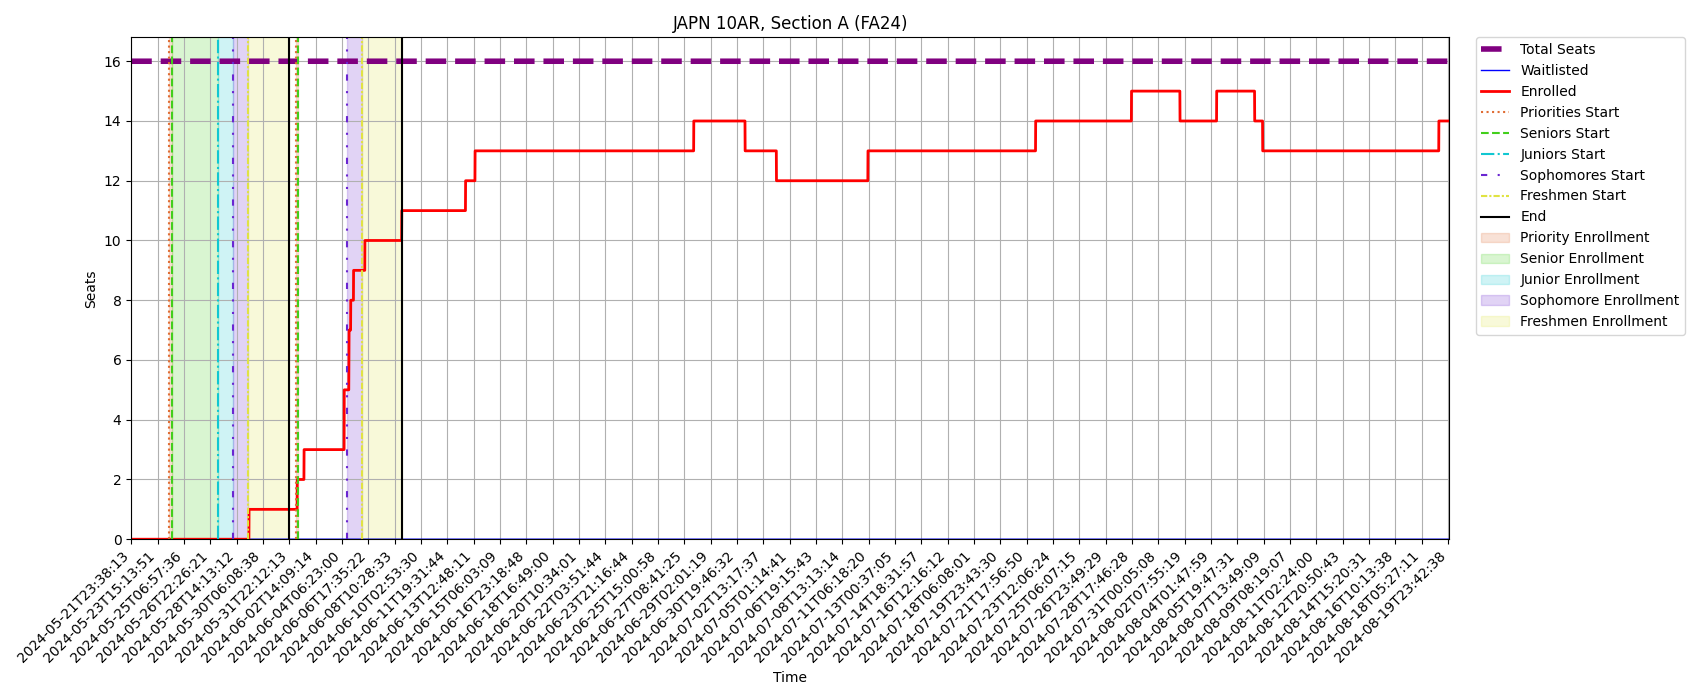 JAPN 10AR, Section A (FA24)
Seats
16
14
12
10
8
6
4
2
0
2024-05-21T23:38:13
2024-05-23T15:13:51
2024-05-25T06:57:36
2024-05-26T22:26:21
2024-05-28T14:13:12
2024-05-30T06:08:38
2024-05-31T22:12:13
2024-06-02T14:09:14
2024-06-04T06:23:00
2024-06-06T17:35:22
2024-06-08T10:28:33
2024-06-10T02:53:30
2024-06-11T19:31:44
2024-06-13T12:48:11
2024-06-15T06:03:09
2024-06-16T23:18:48
2024-06-18T16:49:00
2024-06-20T10:34:01
2024-06-22T03:51:44
2024-06-23T21:16:44
2024-06-25T15:00:58
2024-06-27T08:41:25
2024-06-29T02:01:19
2024-06-30T19:46:32
2024-07-02T13:17:37
2024-07-05T01:14:41
2024-07-06T19:15:43
2024-07-08T13:13:14
2024-07-11T06:18:20
2024-07-13T00:37:05
2024-07-14T18:31:57
2024-07-16T12:16:12
2024-07-18T06:08:01
2024-07-19T23:43:30
2024-07-21T17:56:50
2024-07-23T12:06:24
2024-07-25T06:07:15
2024-07-26T23:49:29
2024-07-28T17:46:28
2024-07-31T00:05:08
2024-08-02T07:55:19
2024-08-04T01:47:59
2024-08-05T19:47:31
2024-08-07T13:49:09
2024-08-09T08:19:07
2024-08-11T02:24:00
2024-08-12T20:50:43
2024-08-14T15:20:31
2024-08-16T10:13:38
2024-08-18T05:27:11
2024-08-19T23:42:38
Time
Total Seats
Waitlisted
Enrolled
Priorities Start
Seniors Start
Juniors Start
Sophomores Start
Freshmen Start
End
Priority Enrollment
Senior Enrollment
Junior Enrollment
Sophomore Enrollment
Freshmen Enrollment